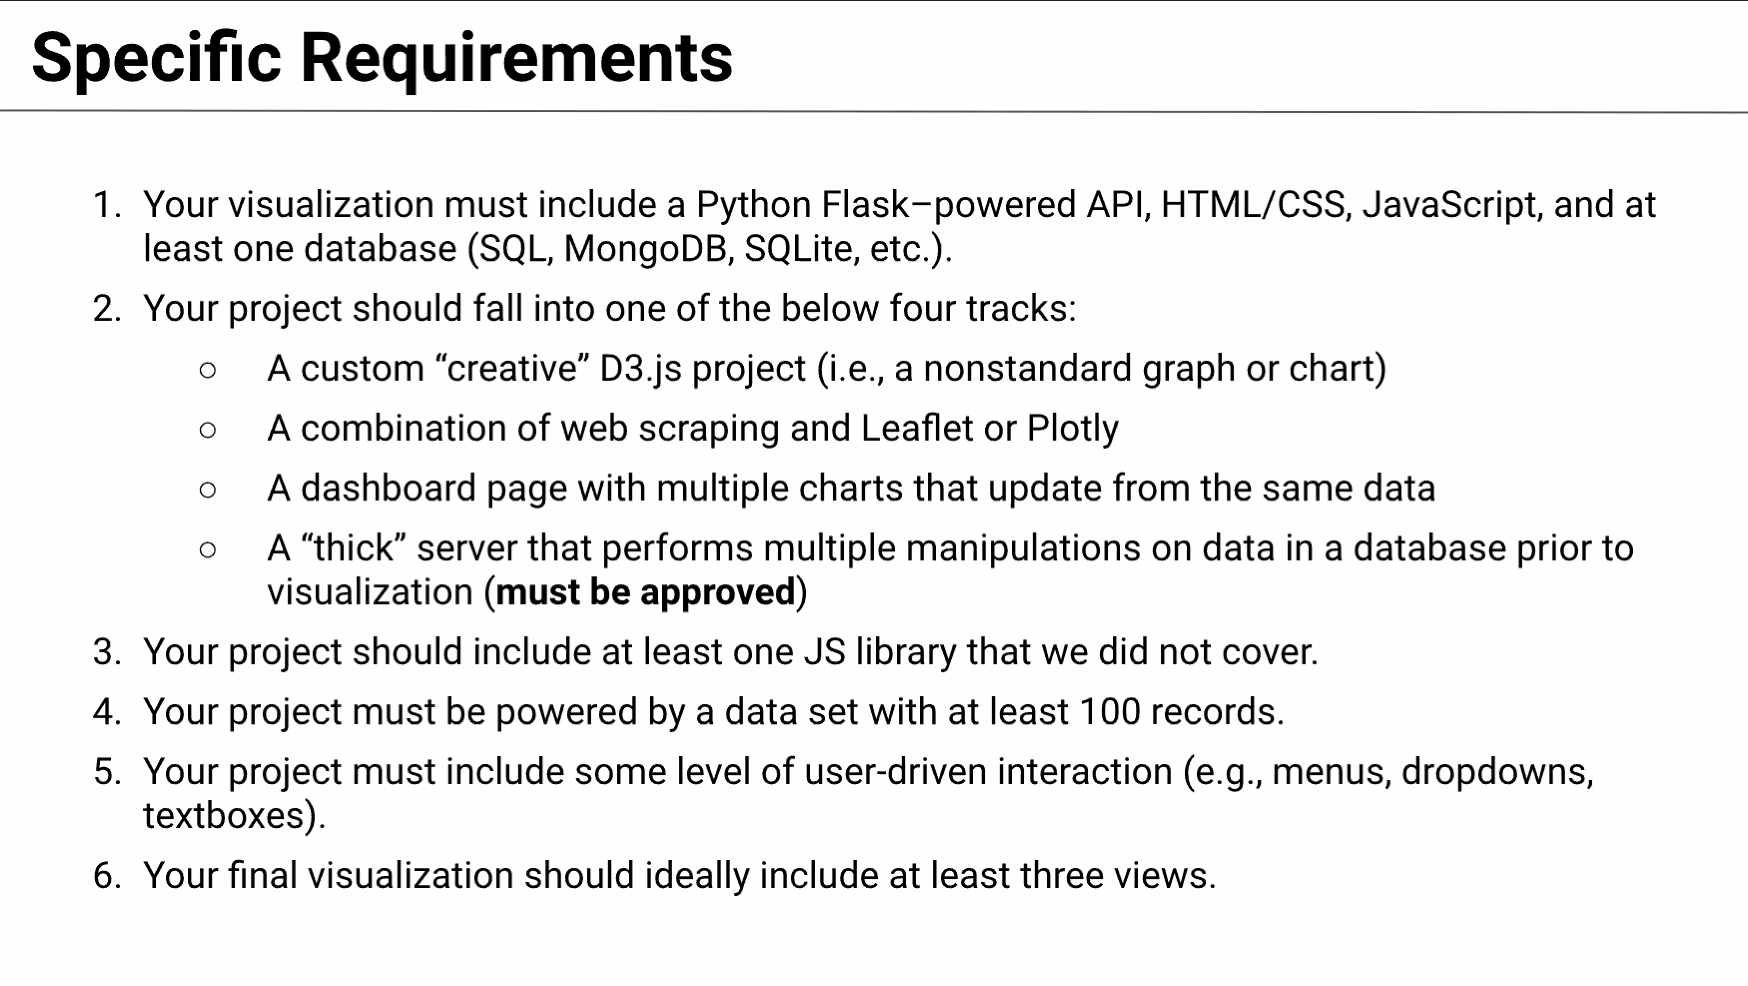 Specific Requirements
1. Your visualization must include a Python Flask–powered API, HTML/CSS, JavaScript, and at
least one database (SQL, MongoDB, SQLite, etc.).
2. Your project should fall into one of the below four tracks:
○ A custom “creative” D3.js project (i.e., a nonstandard graph or chart)
○ A combination of web scraping and Leaflet or Plotly
○ A dashboard page with multiple charts that update from the same data
○ A “thick” server that performs multiple manipulations on data in a database prior to
visualization (must be approved)
3. Your project should include at least one JS library that we did not cover.
4. Your project must be powered by a data set with at least 100 records.
5. Your project must include some level of user-driven interaction (e.g., menus, dropdowns,
textboxes).
6. Your final visualization should ideally include at least three views.